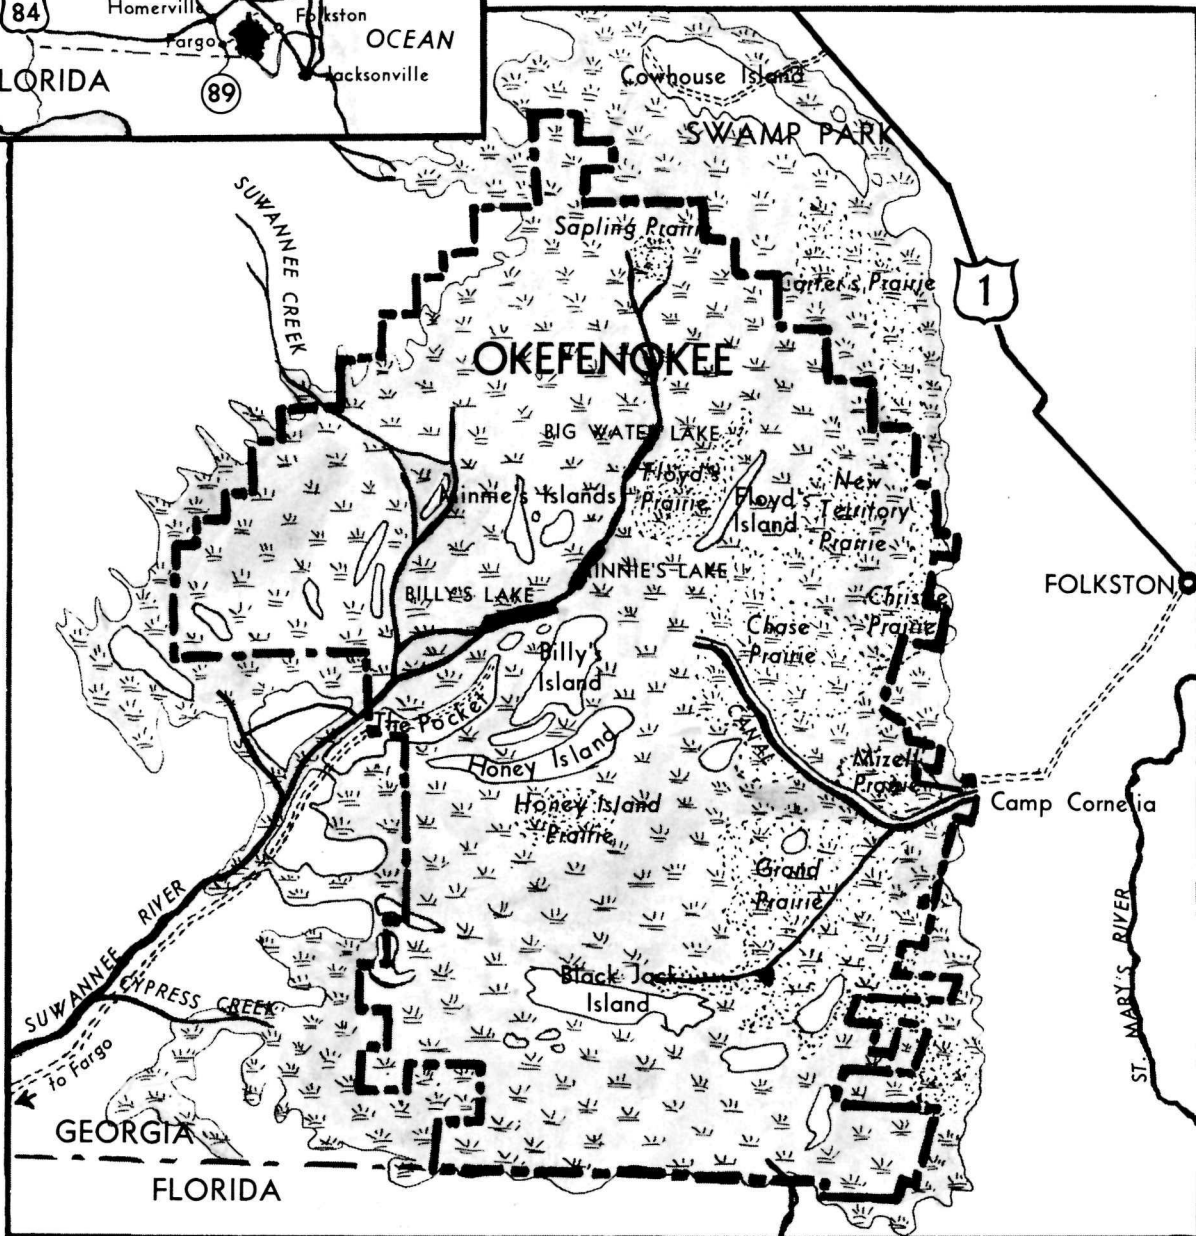 84
Homerville
Folkston
Fargo
OCEAN
Jacksonville
LORIDA
89
Cowhouse Island
SWAMP PARK
SUWANNEE CREEK
Sapling Prairie
Carter's Prairie
1
OKEFENOKEE
BIG WATER LAKE
Minnie's Islands
Floyd's
Prairie
Floyd's
Island
New
Territory
Prairie
MINNIE'S LAKE
BILLY'S LAKE
FOLKSTON
Christie
Prairie
Chase
Prairie
Billy's
Island
The Pocket
CANAL
Honey Island
Mizell
Prairie
Camp Cornelia
Honey Island
Prairie
Grand
Prairie
SUWANNEE RIVER
ST. MARY'S RIVER
Black Jack
Island
CYPRESS CREEK
to Fargo
GEORGIA
FLORIDA